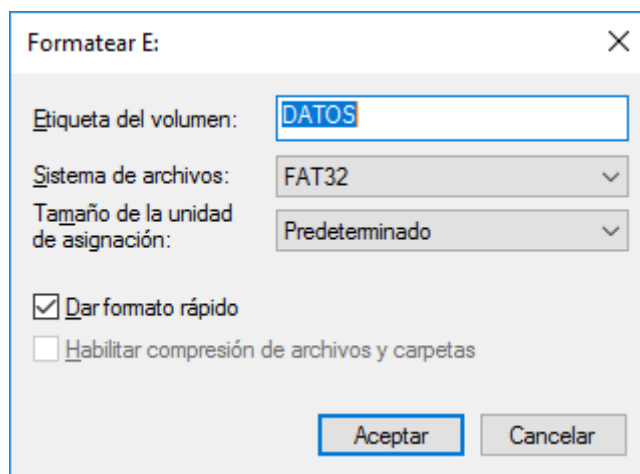 Formatear E:
Etiqueta del volumen:
DATOS
Sistema de archivos:
FAT32
Tamaño de la unidad
de asignación:
Predeterminado
Dar formato rápido
Habilitar compresión de archivos y carpetas
Aceptar
Cancelar